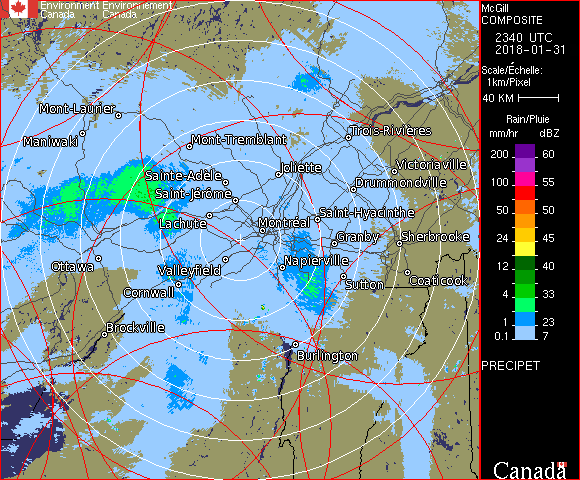 Environment Environnement
Canada Canada
McGill
COMPOSITE
2340 UTC
2018-01-31
Scale/Échelle:
1km/Pixel
40 KM
Rain/Pluie
mm/hr dBZ
200 60
100 55
50 50
24 45
12 40
4 33
1 23
0.1 7
PRECIPET
Canada
Mont-Laurier
Maniwaki
Mont-Tremblant
Trois-Rivières
Joliette
Victoriaville
Sainte-Adèle
Drummondville
Saint-Jérôme
Lachute
Montréal
Saint-Hyacinthe
Granby
Sherbrooke
Ottawa
Valleyfield
Napierville
Coaticook
Sutton
Cornwall
Brockville
Burlington